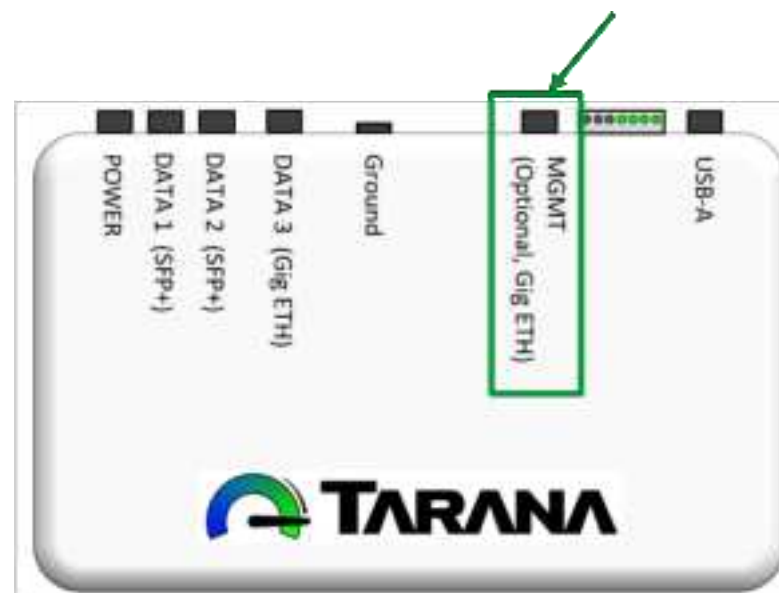 POWER
DATA 1 (SFP+)
DATA 2 (SFP+)
DATA 3 (Gig ETH)
Ground
MGMT
(Optional, Gig ETH)
USB-A
TARANA